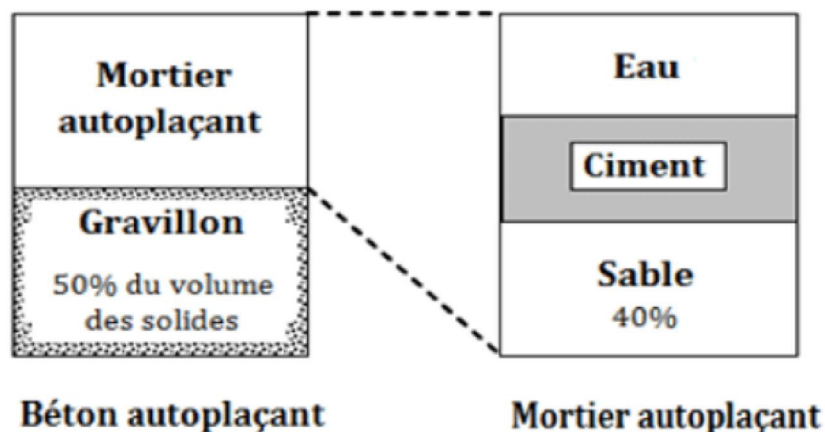 Mortier
autoplaçant
Gravillon
50% du volume
des solides
Béton autoplaçant
Eau
Ciment
Sable
40%
Mortier autoplaçant